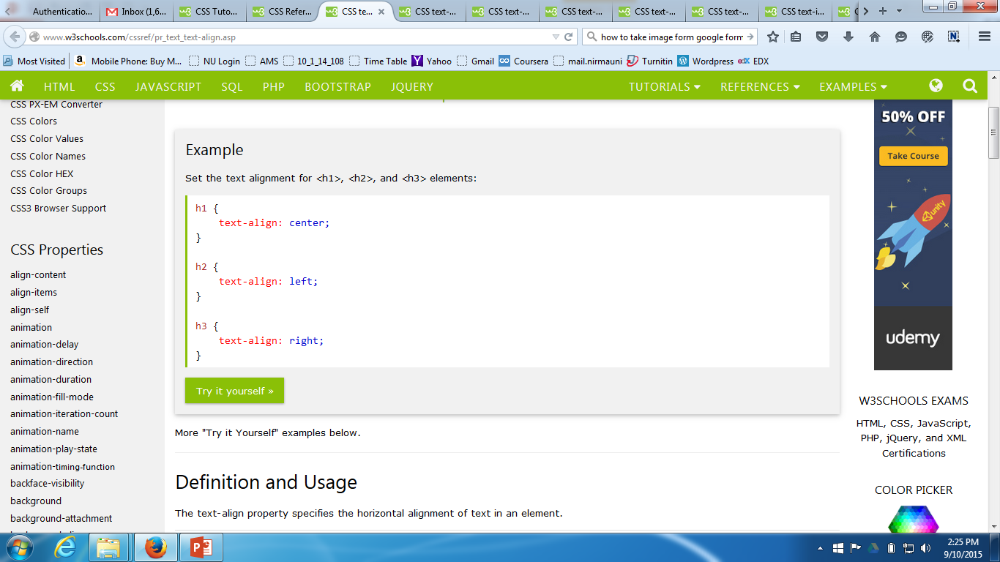 Authenticatio...
Inbox (1,6...
CSS Tuto...
CSS Refer...
CSS te...
CSS text-...
CSS text-...
CSS text-...
CSS text-...
CSS text-...
CSS text-i...
www.w3schools.com/cssref/pr_text_text-align.asp
how to take image form google form
Most Visited
Mobile Phone: Buy M...
NU Login
AMS
10_1_14_108
Time Table
Yahoo
Gmail
Coursera
mail.nirmauni
Turnitin
Wordpress
EDX
HTML
CSS
JAVASCRIPT
SQL
PHP
BOOTSTRAP
JQUERY
TUTORIALS
REFERENCES
EXAMPLES
CSS PX-EM Converter
CSS Colors
CSS Color Values
CSS Color Names
CSS Color HEX
CSS Color Groups
CSS3 Browser Support
CSS Properties
align-content
align-items
align-self
animation
animation-delay
animation-direction
animation-duration
animation-fill-mode
animation-iteration-count
animation-name
animation-play-state
animation-timing-function
backface-visibility
background
background-attachment
Example
Set the text alignment for <h1>, <h2>, and <h3> elements:
h1 {
    text-align: center;
}
h2 {
    text-align: left;
}
h3 {
    text-align: right;
}
Try it yourself »
More "Try it Yourself" examples below.
Definition and Usage
The text-align property specifies the horizontal alignment of text in an element.
50% OFF
Take Course
unity
udemy
W3SCHOOLS EXAMS
HTML, CSS, JavaScript,
PHP, jQuery, and XML
Certifications
COLOR PICKER
2:25 PM
9/10/2015